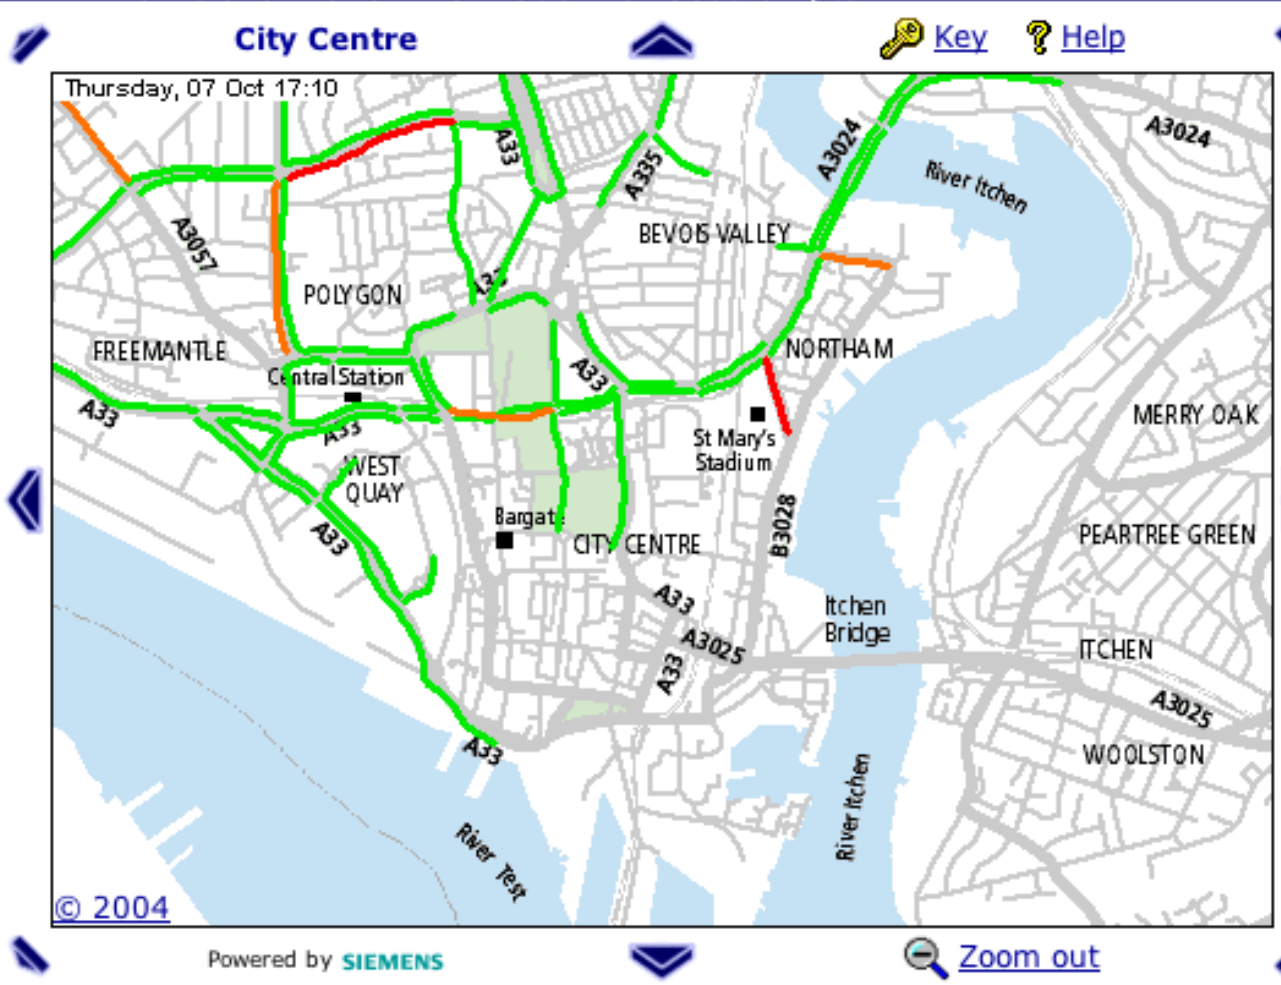 City Centre
Key
Help
Thursday, 07 Oct 17:10
A3024
A33
A3024
A335
River Itchen
A3057
BEVOIS VALLEY
A33
POLYGON
FREEMANTLE
NORTHAM
Central Station
A33
A33
MERRY OAK
A33
St Mary's
Stadium
WEST
QUAY
Bargate
A33
B3028
PEARTREE GREEN
CITY CENTRE
A33
Itchen
Bridge
A3025
ITCHEN
A33
A3025
A33
WOOLSTON
River Itchen
River Test
© 2004
Powered by SIEMENS
Zoom out